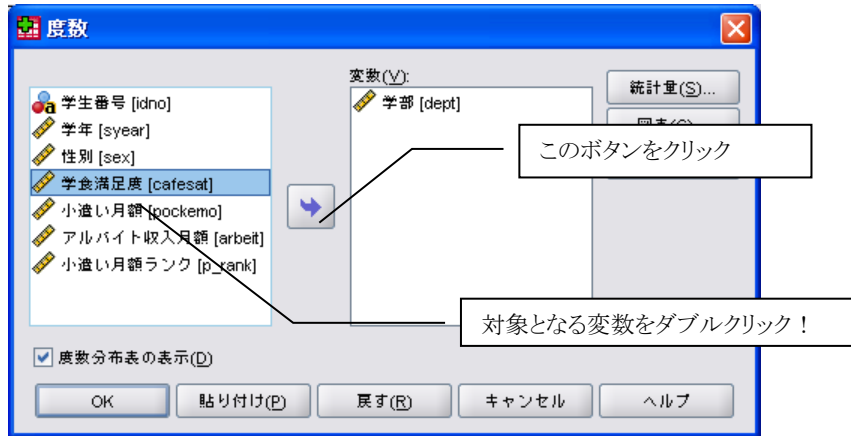 度数
変数(V):
学生番号 [idno]
学年 [syear]
性別 [sex]
学食満足度 [cafesat]
小遣い月額 [pockemo]
アルバイト収入月額 [arbeit]
小遣い月額ランク [p_rank]
学部 [dept]
統計量(S)...
このボタンをクリック
対象となる変数をダブルクリック！
度数分布表の表示(D)
OK
貼り付け(P)
戻す(R)
キャンセル
ヘルプ